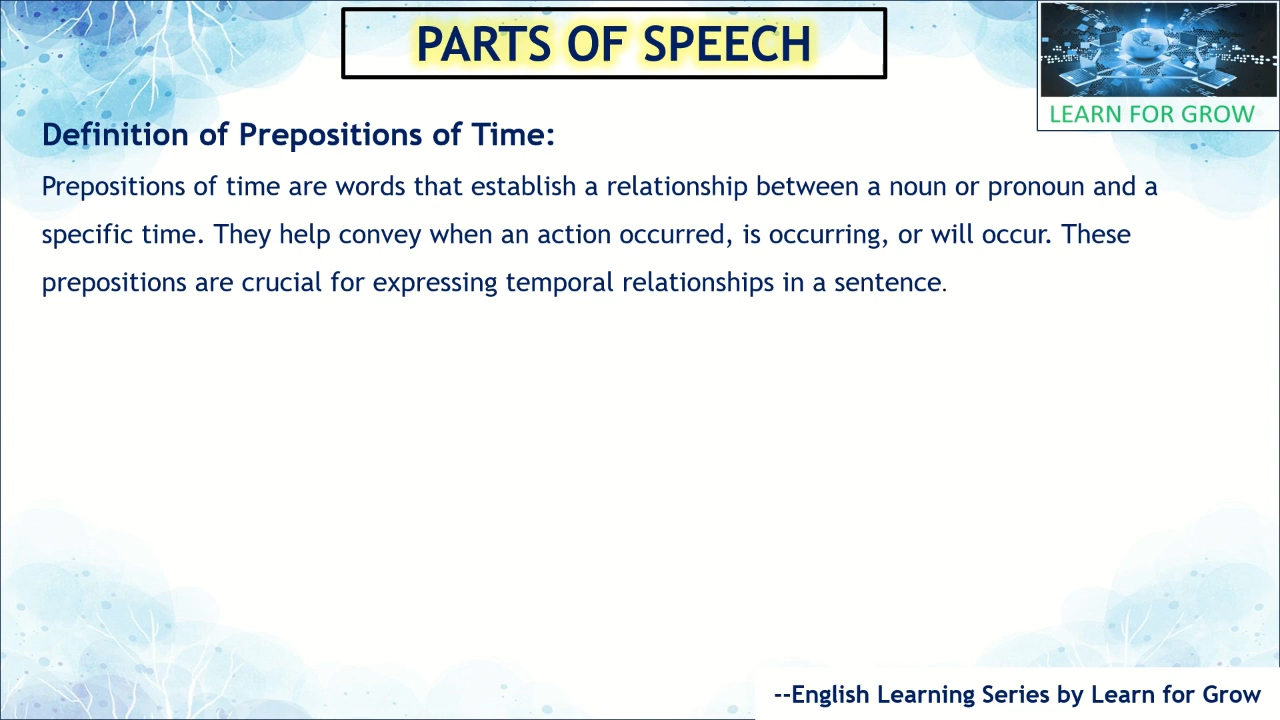 PARTS OF SPEECH
LEARN FOR GROW
Definition of Prepositions of Time:
Prepositions of time are words that establish a relationship between a noun or pronoun and a
specific time. They help convey when an action occurred, is occurring, or will occur. These
prepositions are crucial for expressing temporal relationships in a sentence.
--English Learning Series by Learn for Grow